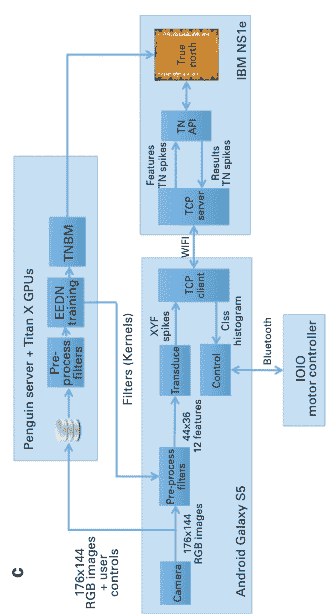 c
Penguin server + Titan X GPUs
Pre-
process
filters
EEDN
training
TNBM
176x144
RGB images
+ user
controls
Filters (Kernels)
Camera
176x144
RGB images
Pre-process
filters
44x36
12 features
Transduce
XYF
spikes
TCP
client
Clss
histogram
Control
Android Galaxy S5
Bluetooth
IOIO
motor controller
WIFI
TCP
server
Features
TN spikes
Results
TN spikes
TN
API
True
north
IBM NS1e